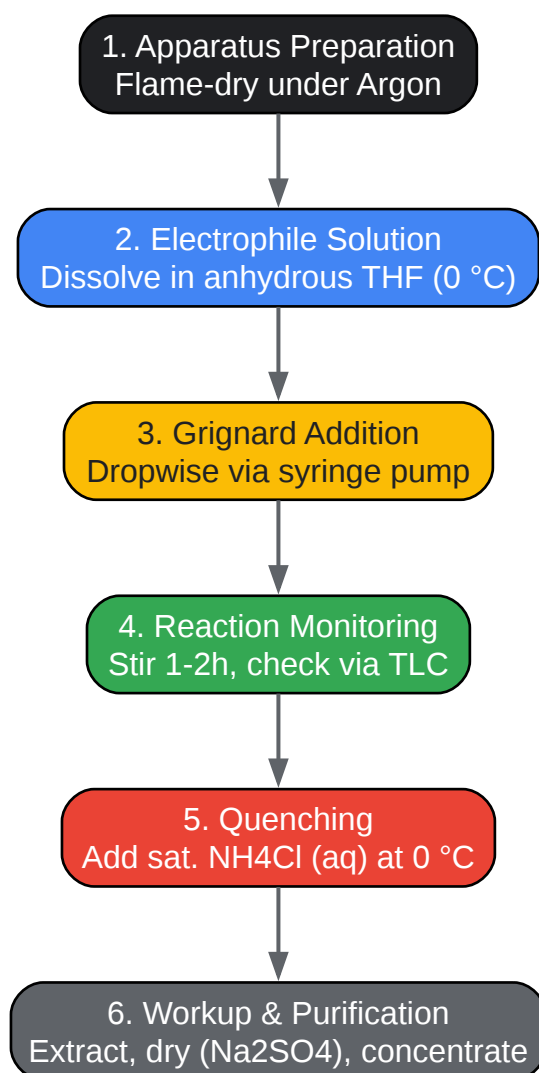 1. Apparatus Preparation
Flame-dry under Argon
2. Electrophile Solution
Dissolve in anhydrous THF (0 °C)
3. Grignard Addition
Dropwise via syringe pump
4. Reaction Monitoring
Stir 1-2h, check via TLC
5. Quenching
Add sat. NH4Cl (aq) at 0 °C
6. Workup & Purification
Extract, dry (Na2SO4), concentrate